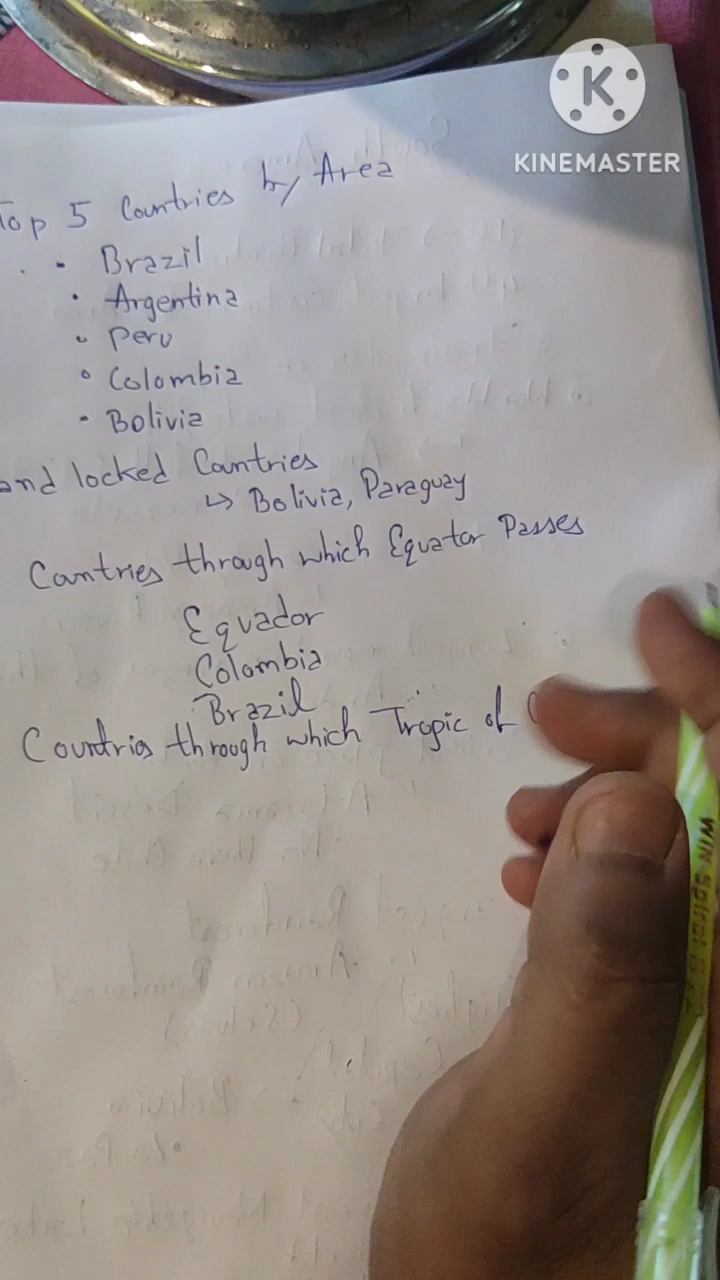 KINEMASTER
Top 5 Countries by Area
Brazil
Argentina
Peru
Colombia
Bolivia
and locked Countries
↳ Bolivia, Paraguay
Countries through which Equator Passes
Equador
Colombia
Brazil
Countries through which Tropic of